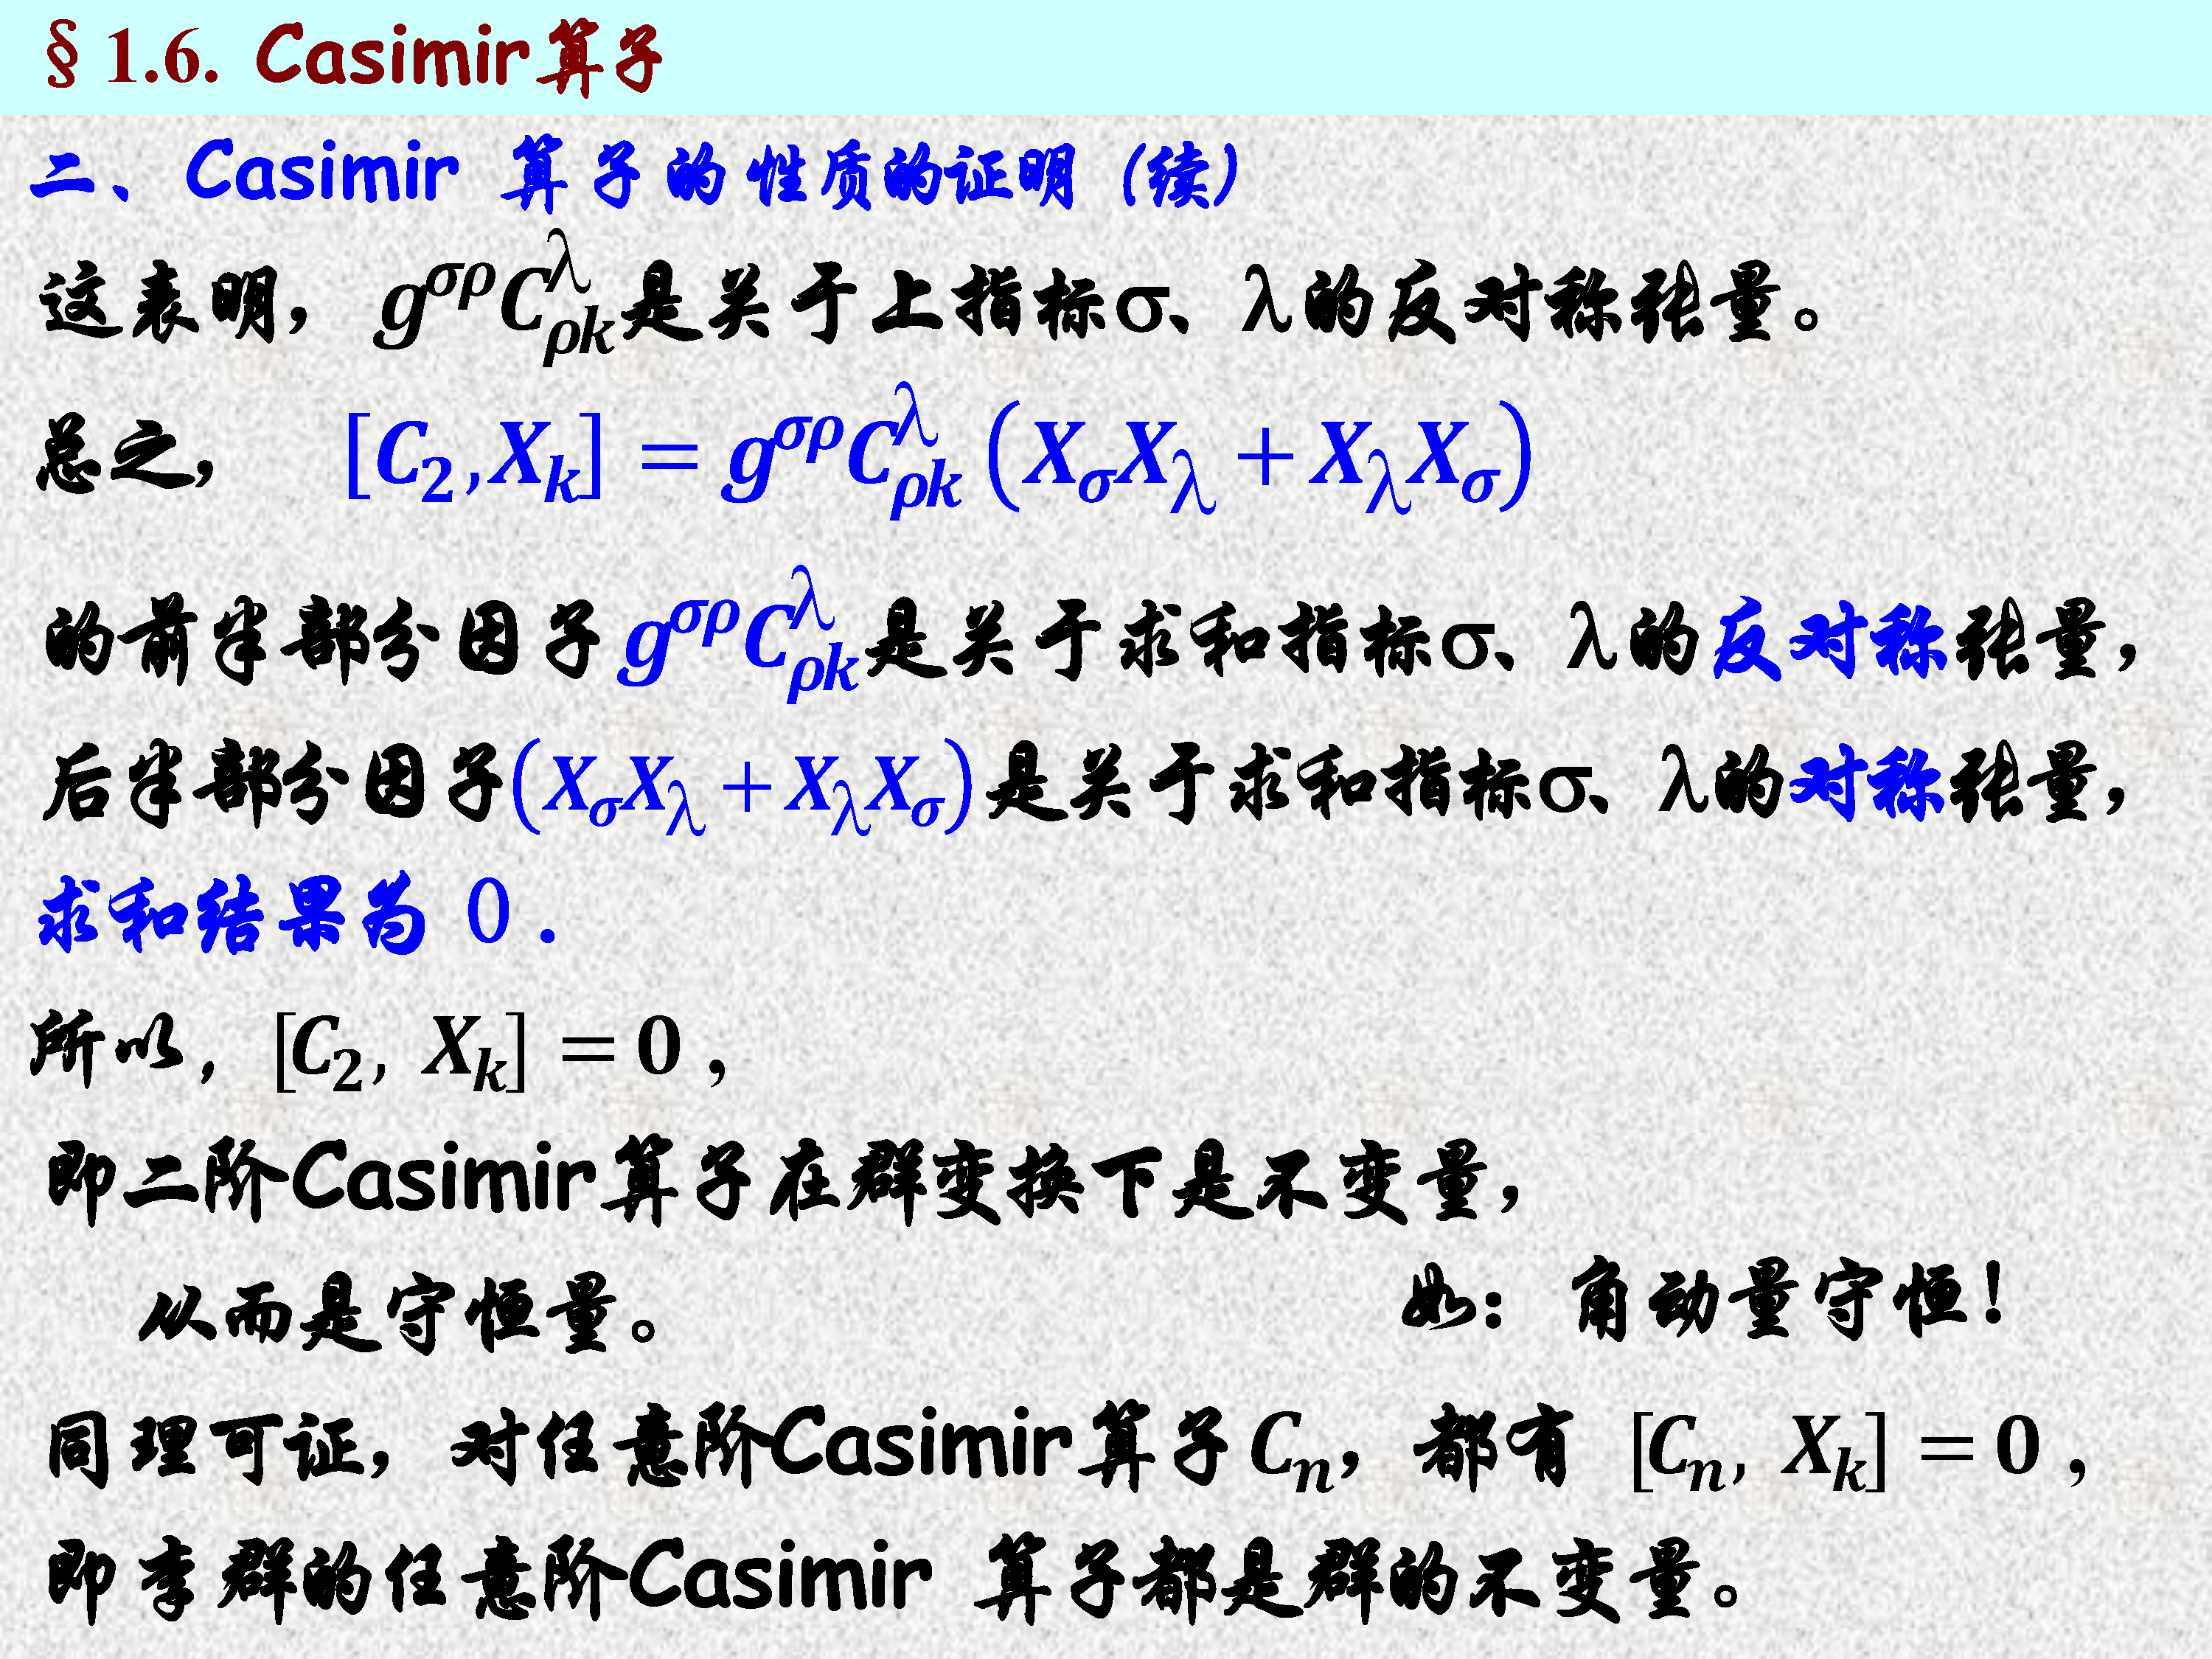 § 1.6. Casimir算子
二、Casimir 算子的性质的证明（续）
这表明，$g^{\sigma\rho}C_{\rho k}^{\lambda}$是关于上指标σ、λ的反对称张量。
总之，$[C_2, X_k] = g^{\sigma\rho}C_{\rho k}^{\lambda}(X_\sigma X_\lambda + X_\lambda X_\sigma)$
的前半部分因子$g^{\sigma\rho}C_{\rho k}^{\lambda}$是关于求和指标σ、λ的反对称张量，
后半部分因子$(X_\sigma X_\lambda + X_\lambda X_\sigma)$是关于求和指标σ、λ的对称张量，
求和结果为 0 .
所以，$[C_2, X_k] = 0$ ,
即二阶Casimir算子在群变换下是不变量，
从而是守恒量。 如：角动量守恒！
同理可证，对任意阶Casimir算子$C_n$，都有 $[C_n, X_k] = 0$ ,
即李群的任意阶Casimir 算子都是群的不变量。